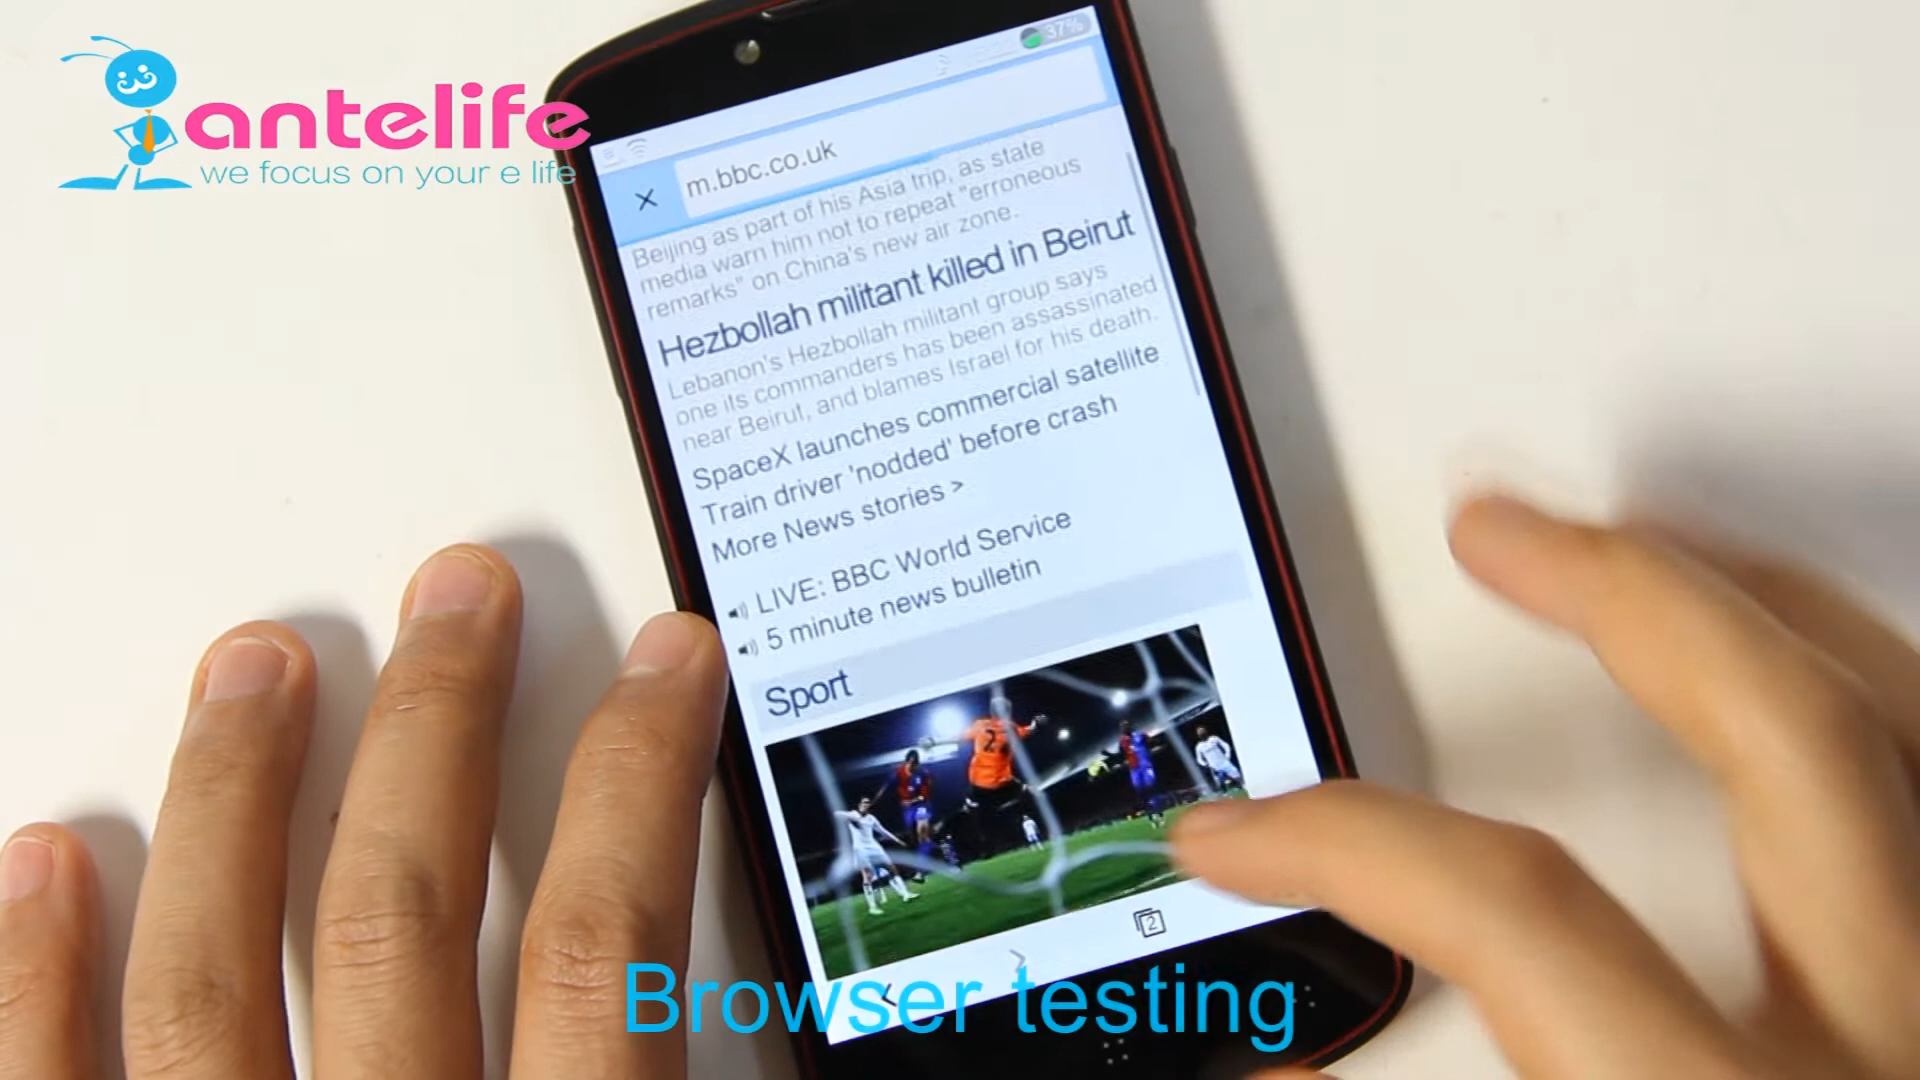 antelife
we focus on your e life
37%
m.bbc.co.uk
Beijing as part of his Asia trip, as state
media warn him not to repeat "erroneous
remarks" on China's new air zone.
Hezbollah militant killed in Beirut
Lebanon's Hezbollah militant group says
one its commanders has been assassinated
near Beirut, and blames Israel for his death.
SpaceX launches commercial satellite
Train driver 'nodded' before crash
More News stories >
LIVE: BBC World Service
5 minute news bulletin
Sport
2
2
Browser testing